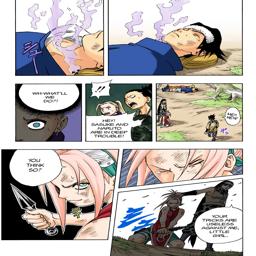 WH-WHAT'LL
WE
DO?!
HEY!
SASUKE
AND
NARUTO
ARE IN DEEP
TROUBLE!
YOU
THINK
SO?
YOUR
TRICKS ARE
USELESS
AGAINST ME,
LITTLE
GIRL.